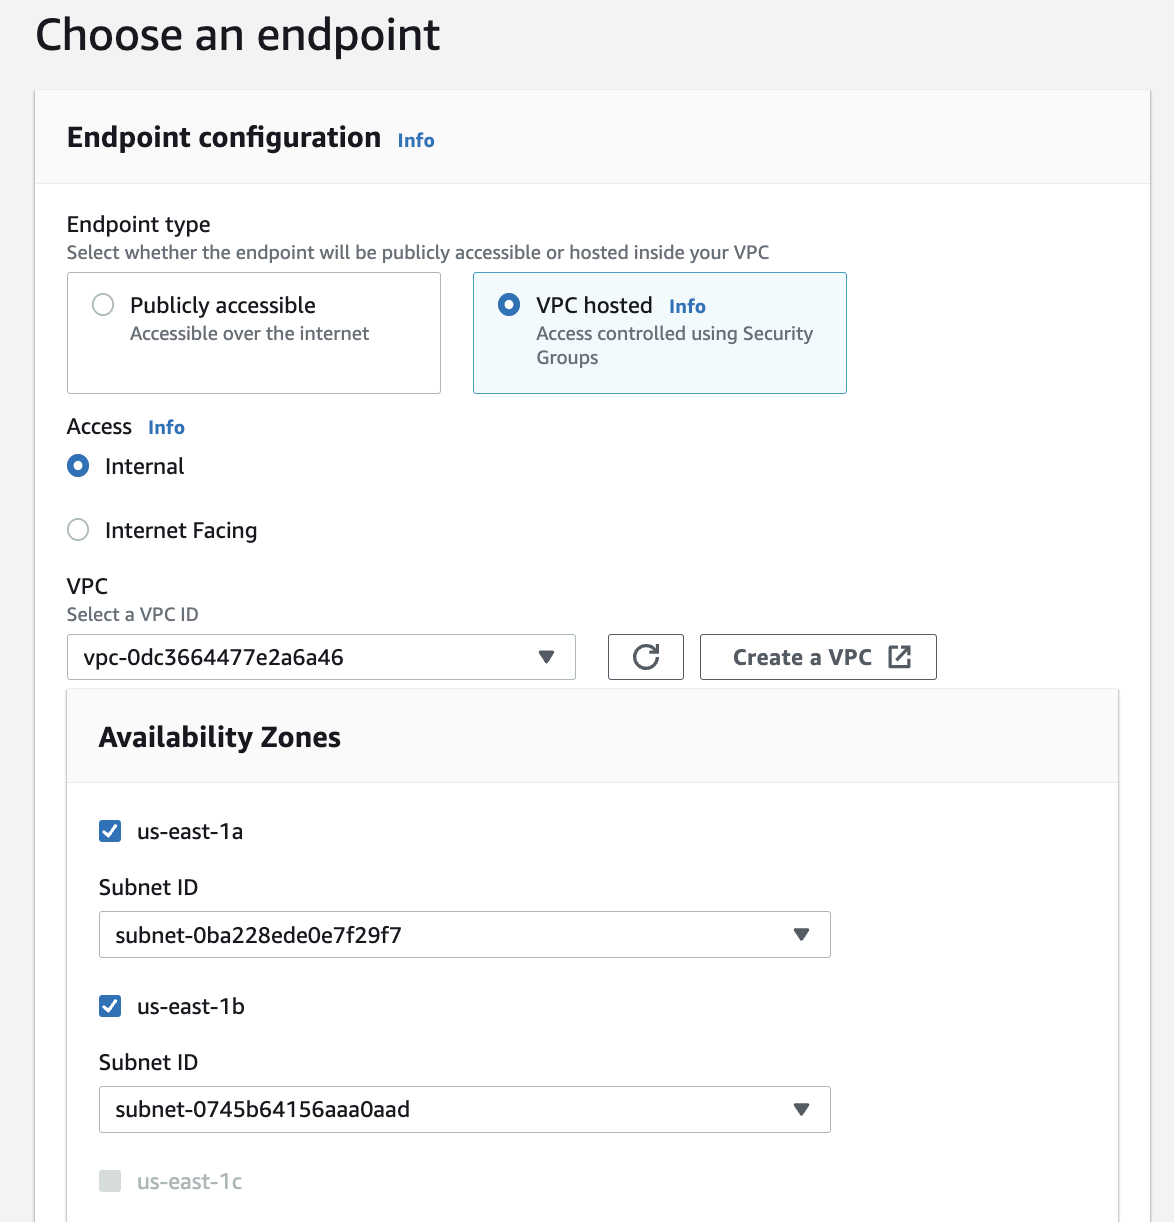 Choose an endpoint
Endpoint configuration Info
Endpoint type
Select whether the endpoint will be publicly accessible or hosted inside your VPC
Publicly accessible
Accessible over the internet
VPC hosted Info
Access controlled using Security
Groups
Access Info
Internal
Internet Facing
VPC
Select a VPC ID
vpc-0dc3664477e2a6a46
Create a VPC
Availability Zones
us-east-1a
Subnet ID
subnet-0ba228ede0e7f29f7
us-east-1b
Subnet ID
subnet-0745b64156aaa0aad
us-east-1c